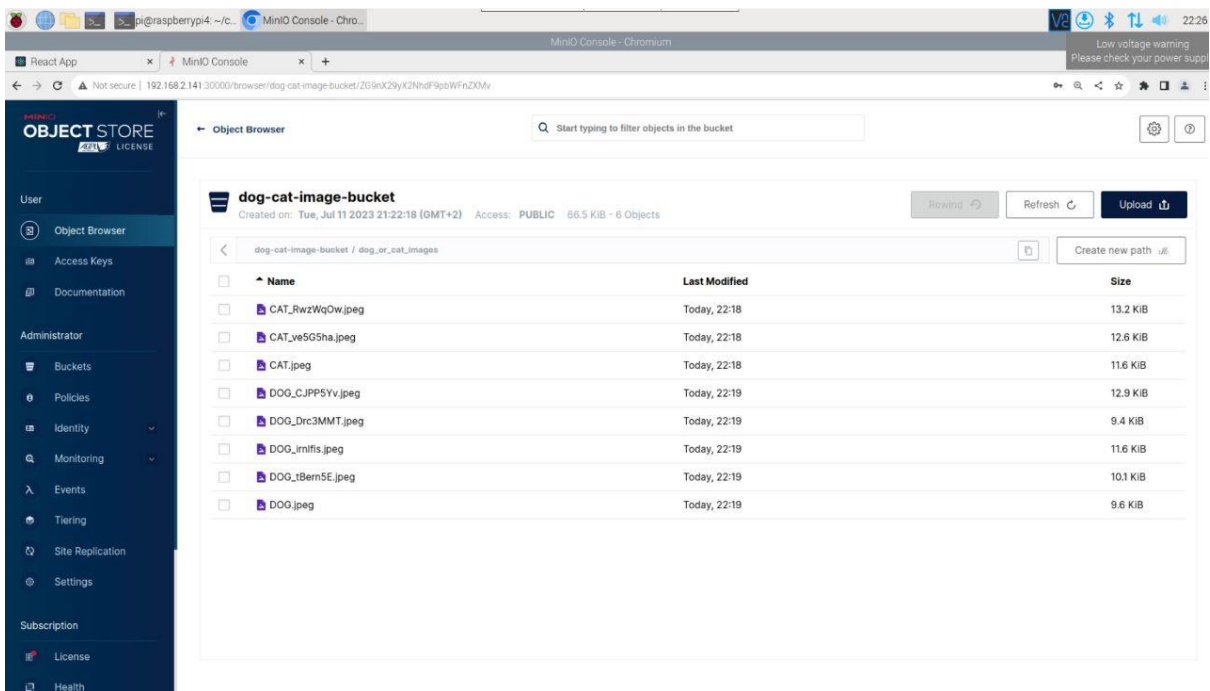 pi@raspberrypi4: ~/c... MinIO Console - Chro... 22:26
MinIO Console - Chromium
Low voltage warning
Please check your power suppl
React App × MinIO Console × +
Not secure | 192.168.2.141:30000/browser/dog-cat-image-bucket/ZG9nX29yX2NhdF9pbWFnZXMv
MINIO
OBJECT STORE
AGPLv3 LICENSE
← Object Browser
Start typing to filter objects in the bucket
User
Object Browser
Access Keys
Documentation
Administrator
Buckets
Policies
Identity
Monitoring
Events
Tiering
Site Replication
Settings
Subscription
License
Health
dog-cat-image-bucket
Created on: Tue, Jul 11 2023 21:22:18 (GMT+2) Access: PUBLIC 66.5 KiB - 6 Objects
Rewind Refresh Upload
dog-cat-image-bucket / dog_or_cat_images
Create new path
Name Last Modified Size
CAT_RwzWqOw.jpeg Today, 22:18 13.2 KiB
CAT_ve5G5ha.jpeg Today, 22:18 12.6 KiB
CAT.jpeg Today, 22:18 11.6 KiB
DOG_CJPP5Yv.jpeg Today, 22:19 12.9 KiB
DOG_Drc3MMT.jpeg Today, 22:19 9.4 KiB
DOG_irnlfis.jpeg Today, 22:19 11.6 KiB
DOG_tBern5E.jpeg Today, 22:19 10.1 KiB
DOG.jpeg Today, 22:19 9.6 KiB